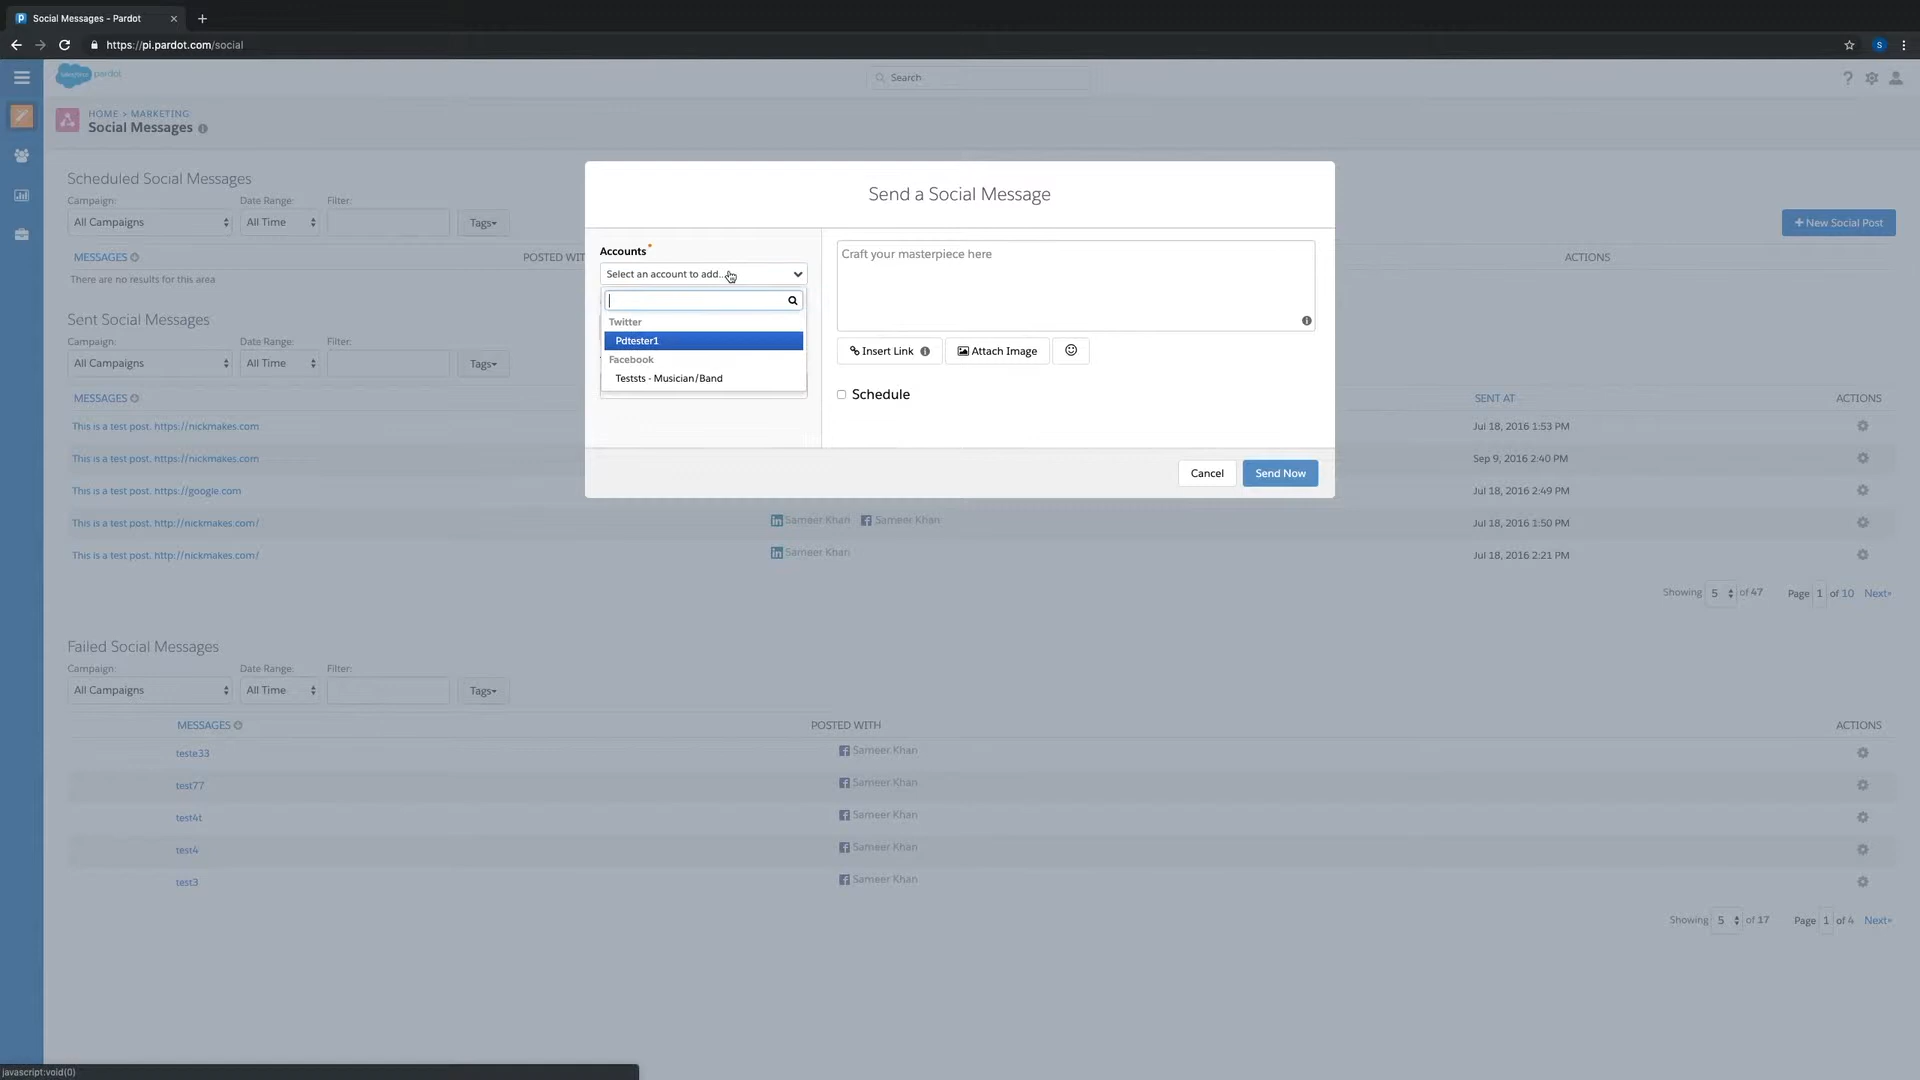 Social Messages - Pardot
https://pi.pardot.com/social
S
salesforce pardot
Search
HOME > MARKETING
Social Messages
Scheduled Social Messages
Campaign: Date Range: Filter:
All Campaigns All Time Tags
+ New Social Post
MESSAGES POSTED WIT ACTIONS
There are no results for this area
Send a Social Message
Accounts*
Select an account to add...
Twitter
Pdtester1
Facebook
Teststs - Musician/Band
Craft your masterpiece here
Insert Link Attach Image
Schedule
Cancel Send Now
Sent Social Messages
Campaign: Date Range: Filter:
All Campaigns All Time Tags
MESSAGES SENT AT ACTIONS
This is a test post. https://nickmakes.com Jul 18, 2016 1:53 PM
This is a test post. https://nickmakes.com Sep 9, 2016 2:40 PM
This is a test post. https://google.com Jul 18, 2016 2:49 PM
This is a test post. http://nickmakes.com/ Sameer Khan Sameer Khan Jul 18, 2016 1:50 PM
This is a test post. http://nickmakes.com/ Sameer Khan Jul 18, 2016 2:21 PM
Showing 5 of 47 Page 1 of 10 Next»
Failed Social Messages
Campaign: Date Range: Filter:
All Campaigns All Time Tags
MESSAGES POSTED WITH ACTIONS
teste33 Sameer Khan
test77 Sameer Khan
test4t Sameer Khan
test4 Sameer Khan
test3 Sameer Khan
Showing 5 of 17 Page 1 of 4 Next»
javascript:void(0)